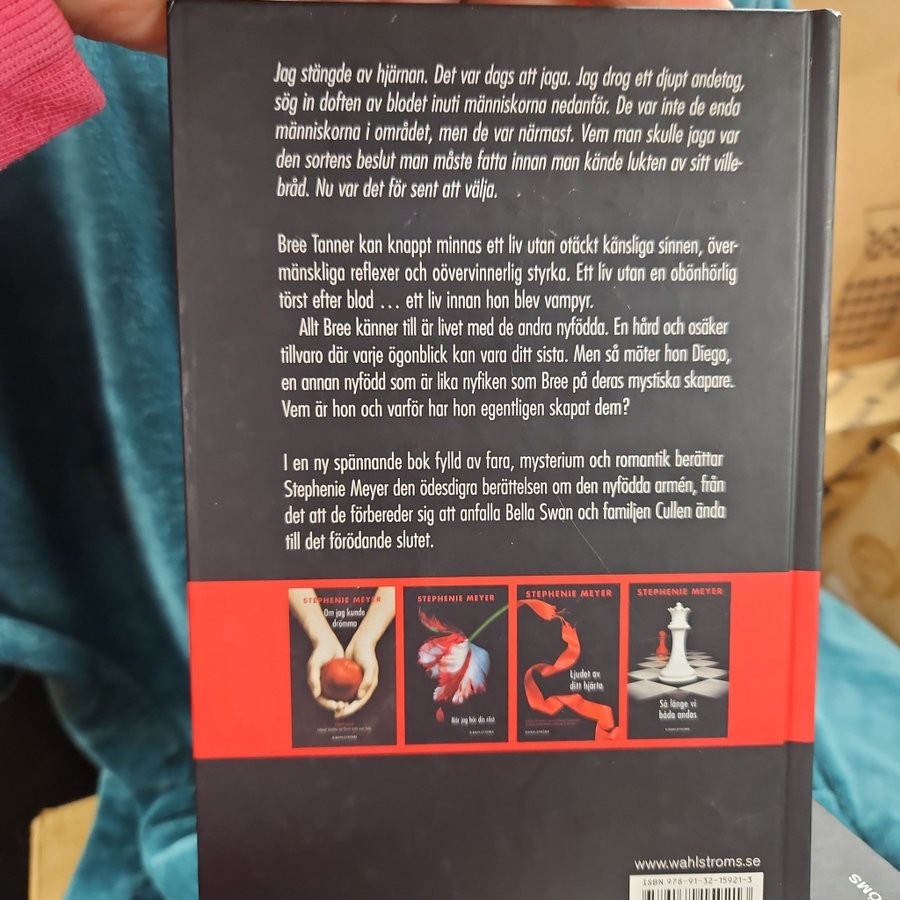 Jag stängde av hjärnan. Det var dags att jaga. Jag drog ett djupt andetag,
sög in doften av blodet inuti människorna nedanför. De var inte de enda
människorna i området, men de var närmast. Vem man skulle jaga var
den sortens beslut man måste fatta innan man kände lukten av sitt ville-
bråd. Nu var det för sent att välja.
Bree Tanner kan knappt minnas ett liv utan otäckt känsliga sinnen, över-
mänskliga reflexer och oövervinnerlig styrka. Ett liv utan en obönhörlig
törst efter blod ... ett liv innan hon blev vampyr.
Allt Bree känner till är livet med de andra nyfödda. En hård och osäker
tillvaro där varje ögonblick kan vara ditt sista. Men så möter hon Diego,
en annan nyfödd som är lika nyfiken som Bree på deras mystiska skapare.
Vem är hon och varför har hon egentligen skapat dem?
I en ny spännande bok fylld av fara, mysterium och romantik berättar
Stephenie Meyer den ödesdigra berättelsen om den nyfödda armén, från
det att de förbereder sig att anfalla Bella Swan och familjen Cullen ända
till det förödande slutet.
STEPHENIE MEYER
Om jag kunde
drömma
STEPHENIE MEYER
När jag hör din röst
STEPHENIE MEYER
Ljudet av
ditt hjärta
STEPHENIE MEYER
Så länge vi
båda andas
www.wahlstroms.se
ISBN 978-91-32-15921-3